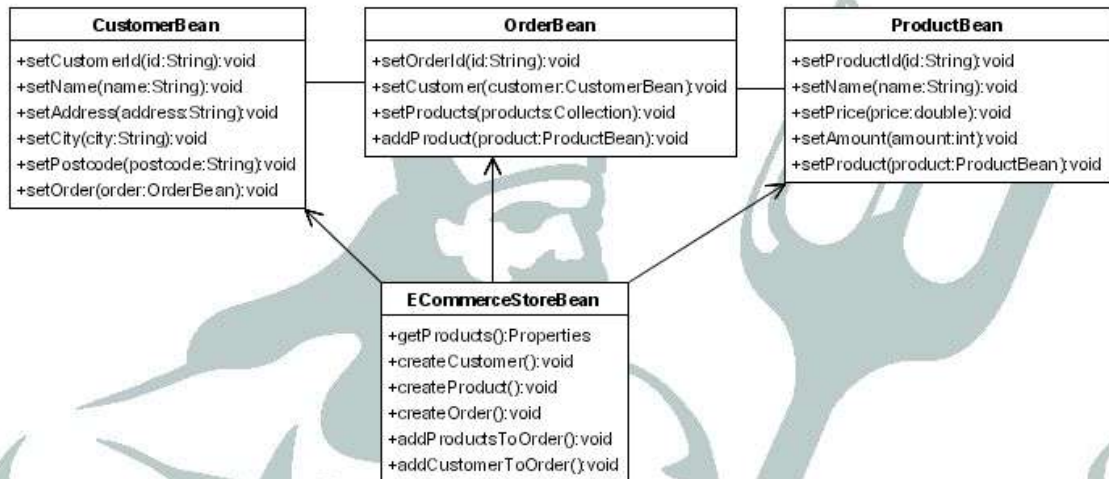 CustomerBean
+setCustomerId(id:String):void
+setName(name:String):void
+setAddress(address:String):void
+setCity(city:String):void
+setPostcode(postcode:String):void
+setOrder(order:OrderBean):void
OrderBean
+setOrderId(id:String):void
+setCustomer(customer:CustomerBean):void
+setProducts(products:Collection):void
+addProduct(product:ProductBean):void
ProductBean
+setProductId(id:String):void
+setName(name:String):void
+setPrice(price:double):void
+setAmount(amount:int):void
+setProduct(product:ProductBean):void
ECommerceStoreBean
+getProducts():Properties
+createCustomer():void
+createProduct():void
+createOrder():void
+addProductsToOrder():void
+addCustomerToOrder():void